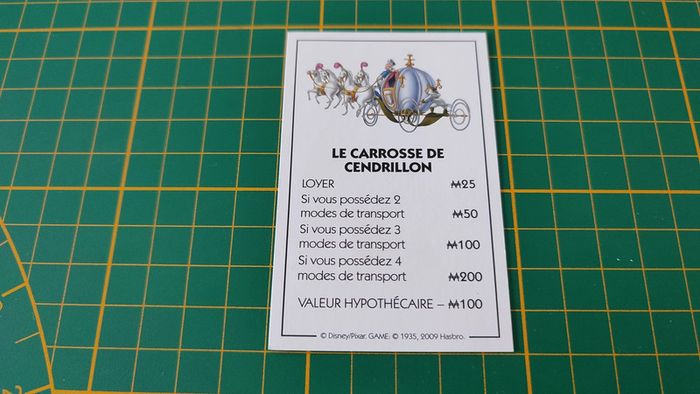 LE CARROSSE DE
CENDRILLON
LOYER ₩25
Si vous possédez 2
modes de transport ₩50
Si vous possédez 3
modes de transport ₩100
Si vous possédez 4
modes de transport ₩200
VALEUR HYPOTHÉCAIRE – ₩100
© Disney/Pixar. GAME: © 1935, 2009 Hasbro.